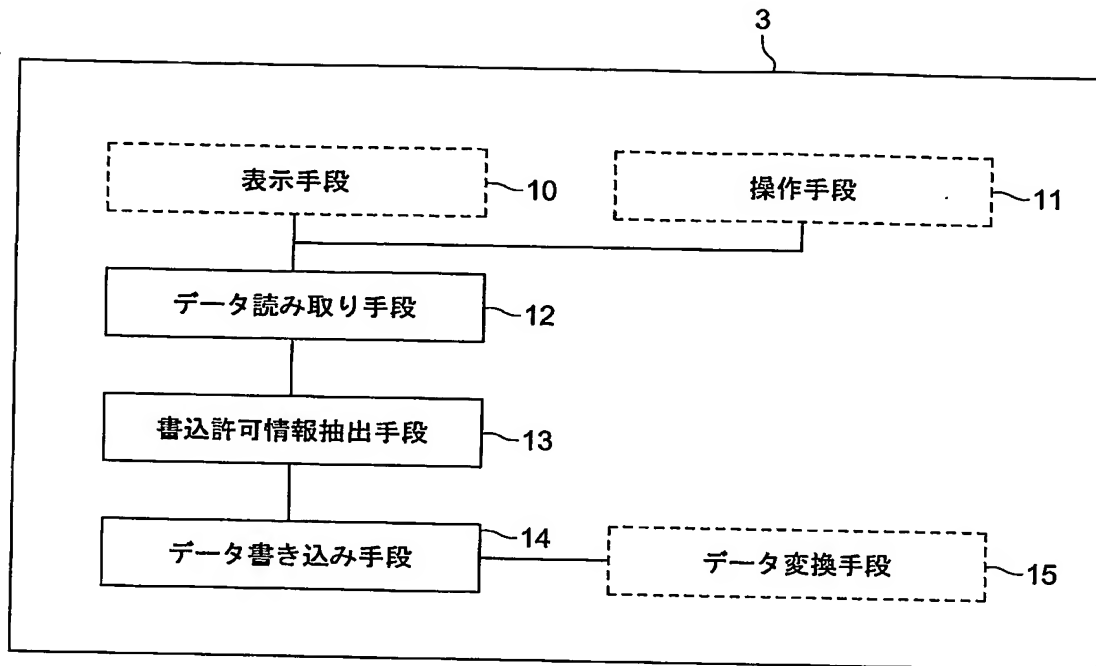 3
表示手段
10
操作手段
11
データ読み取り手段
12
書込許可情報抽出手段
13
データ書き込み手段
14
データ変換手段
15